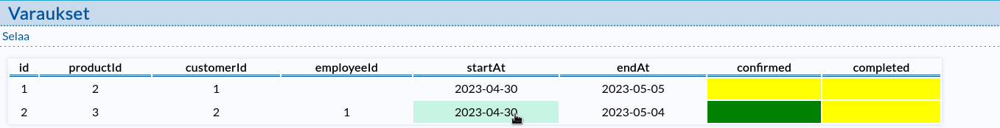 Varaukset
Selaa
id productId customerId employeeId startAt endAt confirmed completed
1 2 1 2023-04-30 2023-05-05
2 3 2 1 2023-04-30 2023-05-04